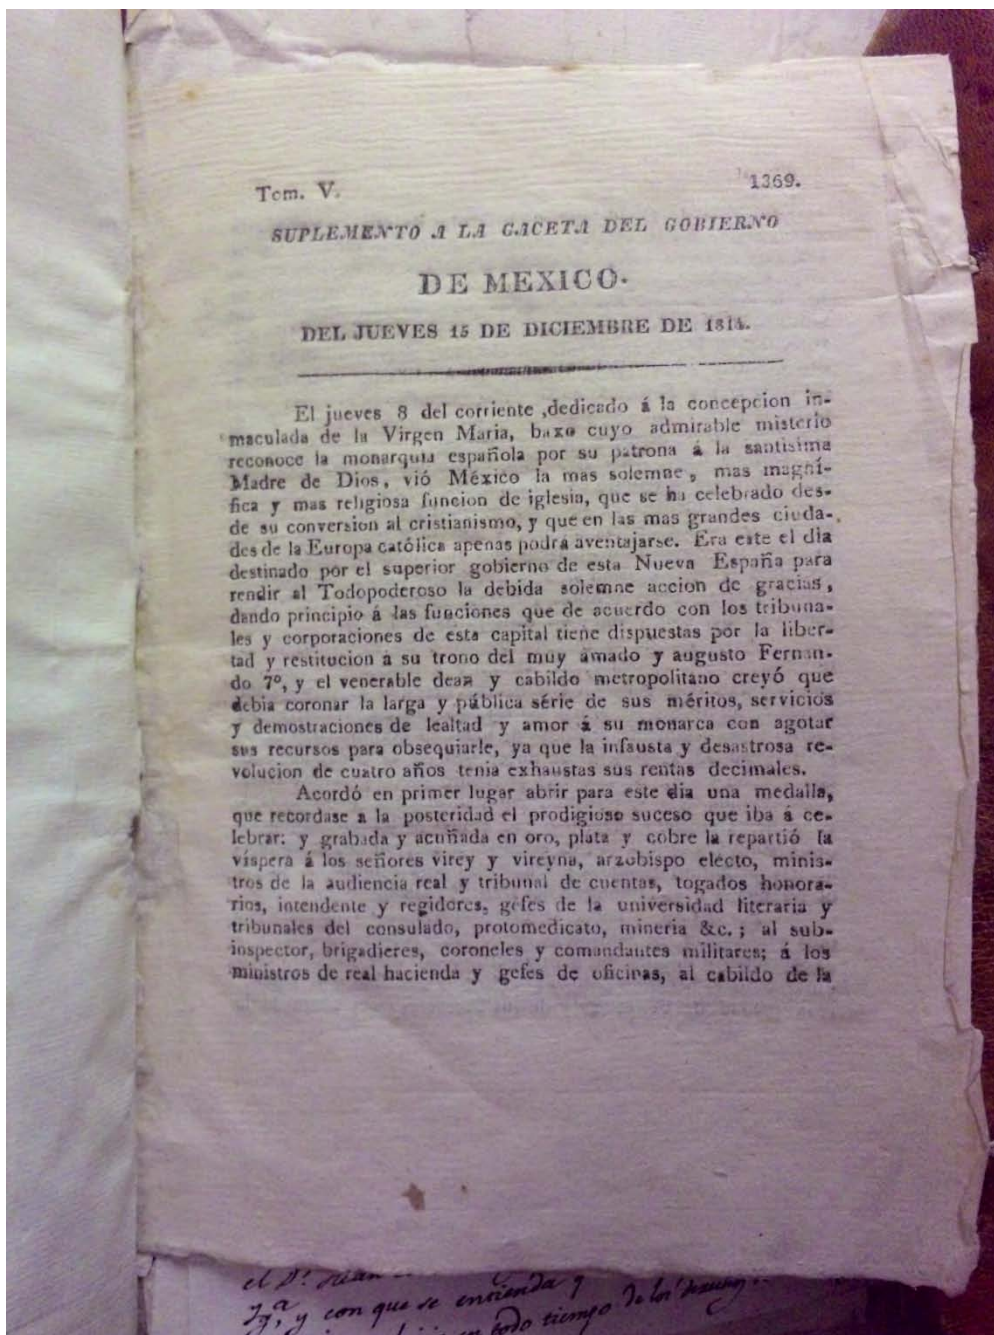 Tom. V.
1369.
SUPLEMENTO A LA GACETA DEL GOBIERNO
DE MEXICO.
DEL JUEVES 15 DE DICIEMBRE DE 1814.
El jueves 8 del corriente ,dedicado á la concepcion in-
maculada de la Virgen Maria, baxo cuyo admirable misterio
reconoce la monarquia española por su patrona á la santisima
Madre de Dios, vió México la mas solemne, mas magní-
fica y mas religiosa funcion de iglesia, que se ha celebrado des-
de su conversion al cristianismo, y que en las mas grandes ciuda-
des de la Europa católica apenas podrá aventajarse. Era este el dia
destinado por el superior gobierno de esta Nueva España para
rendir al Todopoderoso la debida solemne accion de gracias,
dando principio á las funciones que de acuerdo con los tribuna-
les y corporaciones de esta capital tiene dispuestas por la liber-
tad y restitucion a su trono del muy amado y augusto Fernan-
do 7º, y el venerable dean y cabildo metropolitano creyó que
debia coronar la larga y pública série de sus méritos, servicios
y demostraciones de lealtad y amor á su monarca con agotar
sus recursos para obsequiarle, ya que la infausta y desastrosa re-
volucion de cuatro años tenia exhaustas sus rentas decimales.
Acordó en primer lugar abrir para este dia una medalla,
que recordase a la posteridad el prodigioso suceso que iba á ce-
lebrar: y grabada y acuñada en oro, plata y cobre la repartió la
víspera á los señores virey y vireyna, arzobispo electo, minis-
tros de la audiencia real y tribunal de cuentas, togados honora-
rios, intendente y regidores, gefes de la universidad literaria y
tribunales del consulado, protomedicato, mineria &c. ; al sub-
inspector, brigadieres, coroneles y comandantes militares; á los
ministros de real hacienda y gefes de oficinas, al cabildo de la
el Dr. Juan
y con que se entienda y
en todo tiempo de los